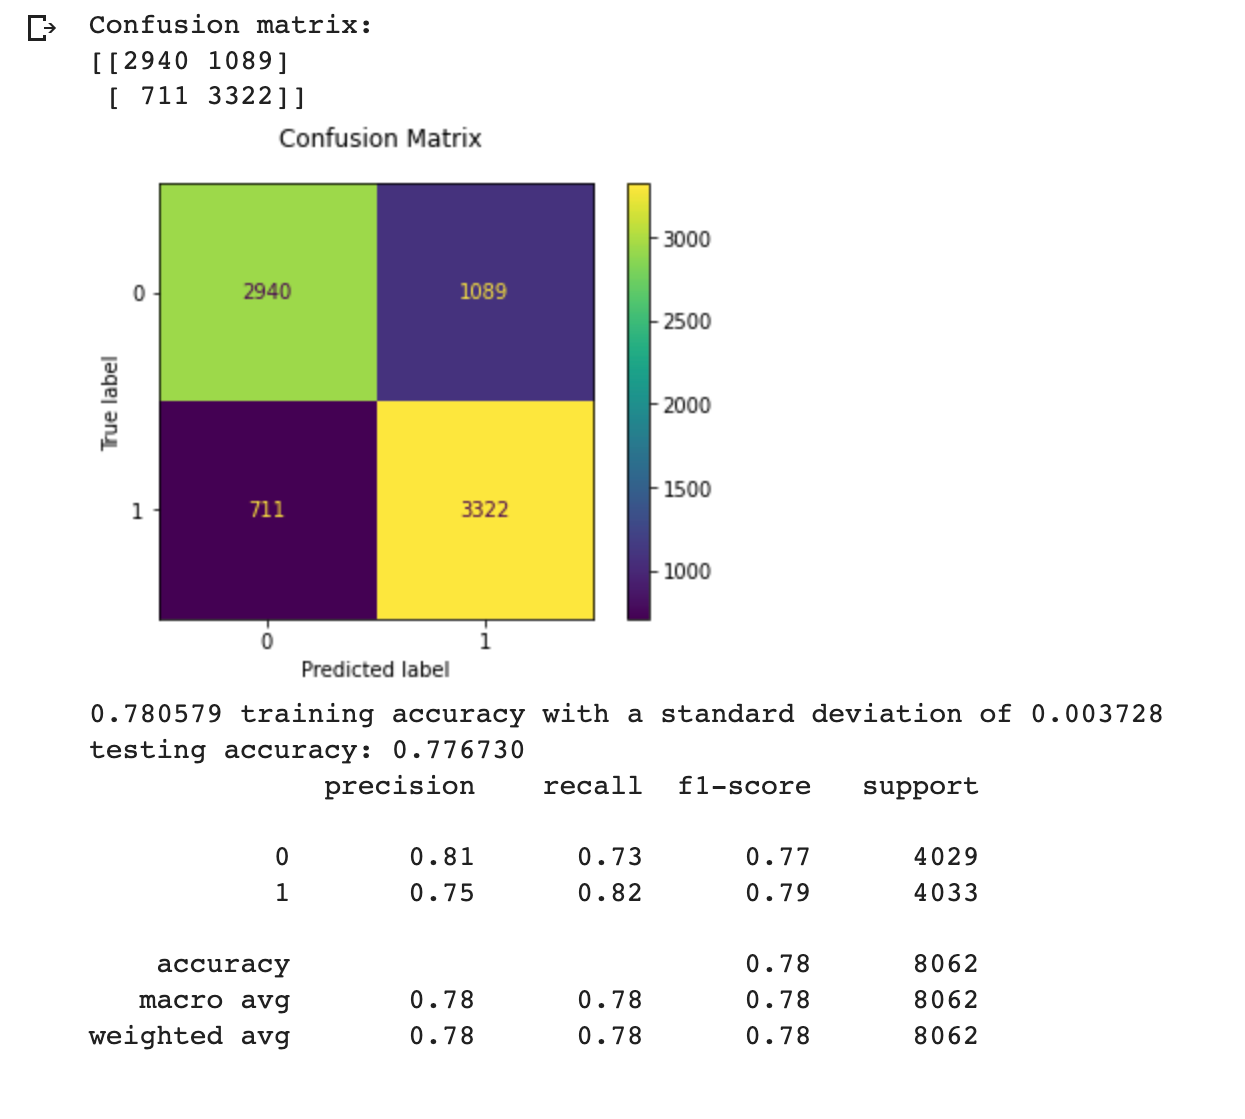 Confusion matrix:
[[2940 1089]
 [ 711 3322]]
Confusion Matrix
2940 1089
711 3322
0
1
True label
0 1
Predicted label
3000
2500
2000
1500
1000
0.780579 training accuracy with a standard deviation of 0.003728
testing accuracy: 0.776730
precision recall f1-score support
0 0.81 0.73 0.77 4029
1 0.75 0.82 0.79 4033
accuracy 0.78 8062
macro avg 0.78 0.78 0.78 8062
weighted avg 0.78 0.78 0.78 8062